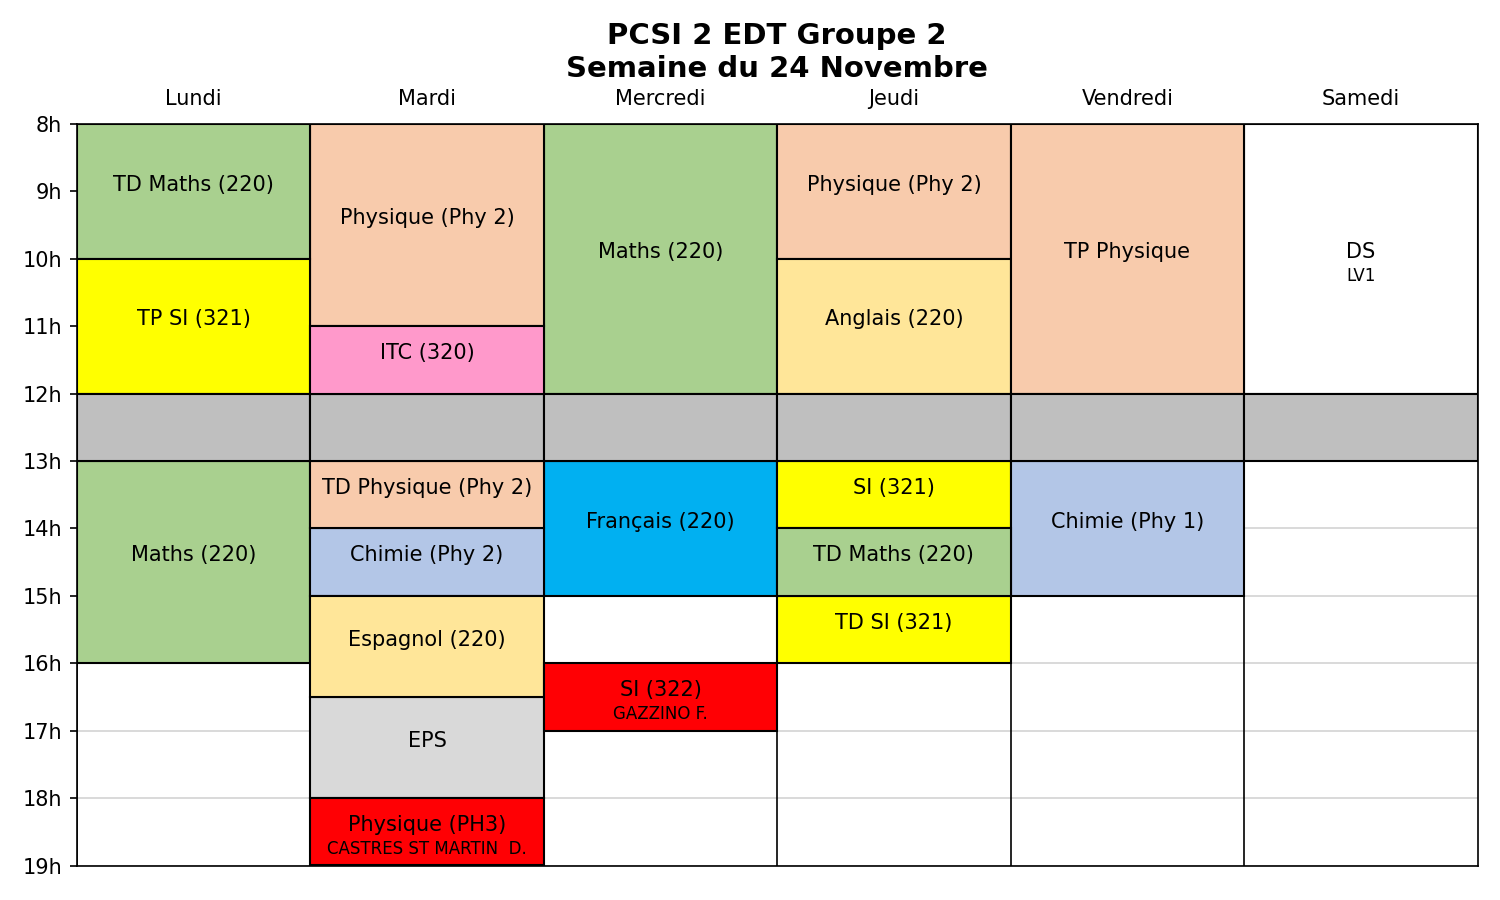 PCSI 2 EDT Groupe 2
Semaine du 24 Novembre
Lundi Mardi Mercredi Jeudi Vendredi Samedi
8h
9h
10h
11h
12h
13h
14h
15h
16h
17h
18h
19h
TD Maths (220)
TP SI (321)
Maths (220)
Physique (Phy 2)
ITC (320)
TD Physique (Phy 2)
Chimie (Phy 2)
Espagnol (220)
EPS
Physique (PH3)
CASTRES ST MARTIN  D.
Maths (220)
Français (220)
SI (322)
GAZZINO F.
Physique (Phy 2)
Anglais (220)
SI (321)
TD Maths (220)
TD SI (321)
TP Physique
Chimie (Phy 1)
DS
LV1